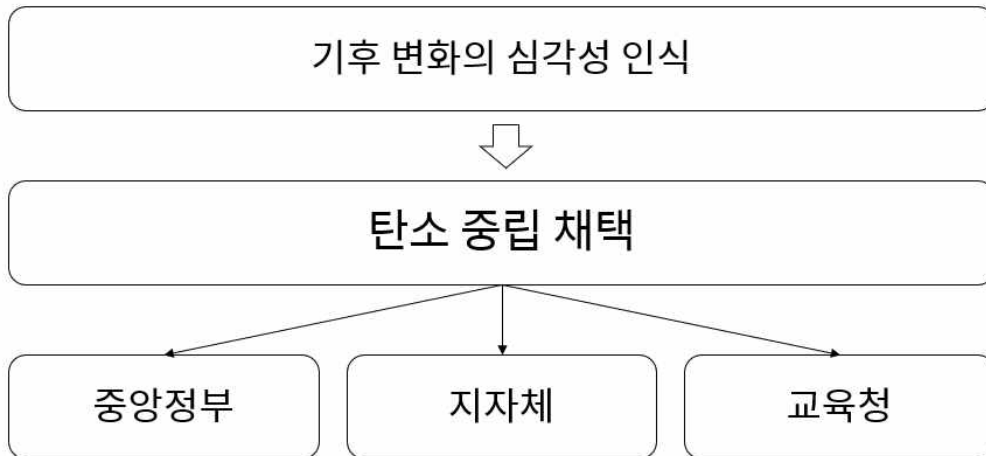 기후 변화의 심각성 인식
탄소 중립 채택
중앙정부
지자체
교육청